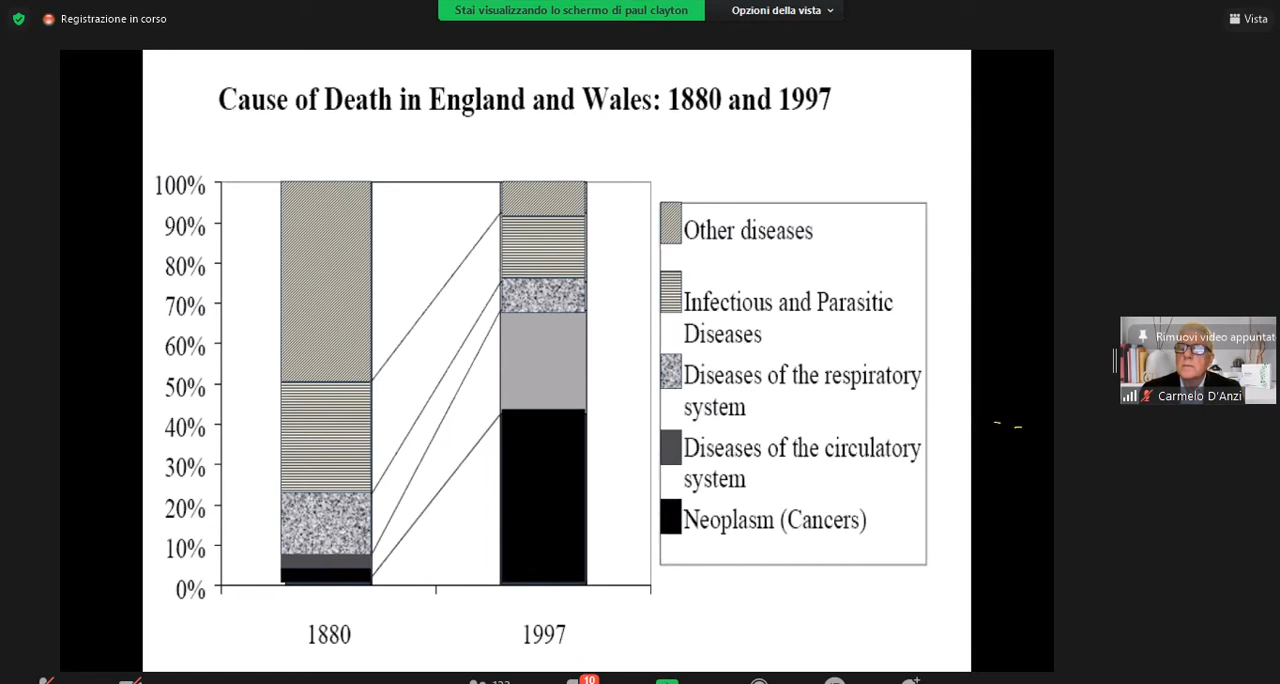 Registrazione in corso
Stai visualizzando lo schermo di paul clayton
Opzioni della vista
Vista
Cause of Death in England and Wales: 1880 and 1997
100%
90%
80%
70%
60%
50%
40%
30%
20%
10%
0%
1880
1997
Other diseases
Infectious and Parasitic
Diseases
Diseases of the respiratory
system
Diseases of the circulatory
system
Neoplasm (Cancers)
Rimuovi video appuntat
Carmelo D'Anzi
10